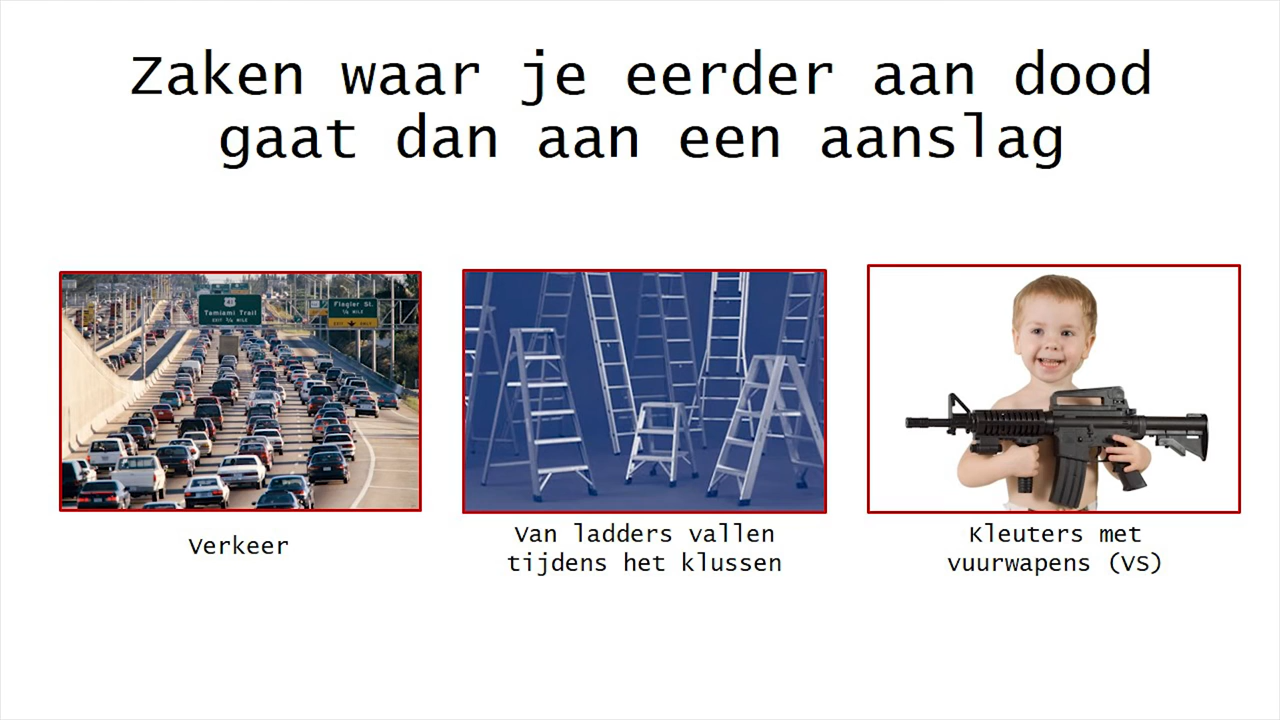 Zaken waar je eerder aan dood
gaat dan aan een aanslag
Tamiami Trail
Flagler St.
Verkeer
Van ladders vallen
tijdens het klussen
Kleuters met
vuurwapens (VS)